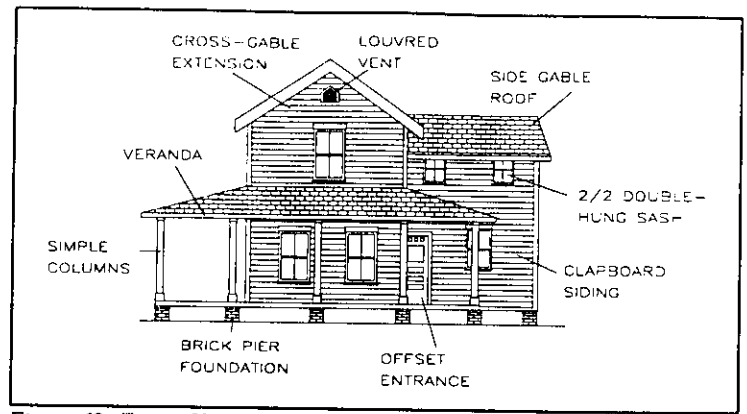 CROSS-GABLE
EXTENSION
LOUVRED
VENT
SIDE GABLE
ROOF
VERANDA
2/2 DOUBLE-
HUNG SASH
SIMPLE
COLUMNS
CLAPBOARD
SIDING
BRICK PIER
FOUNDATION
OFFSET
ENTRANCE